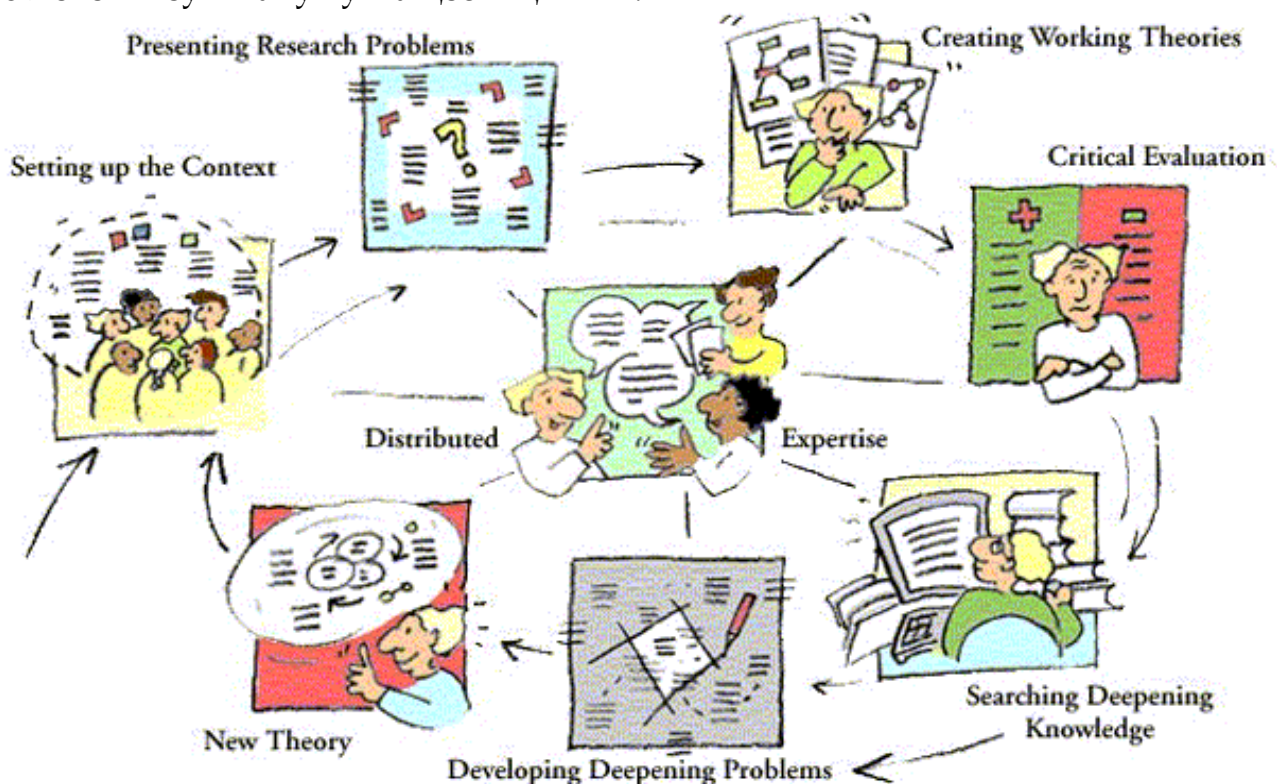 Presenting Research Problems
Creating Working Theories
Setting up the Context
Critical Evaluation
Distributed Expertise
Searching Deepening
Knowledge
New Theory
Developing Deepening Problems